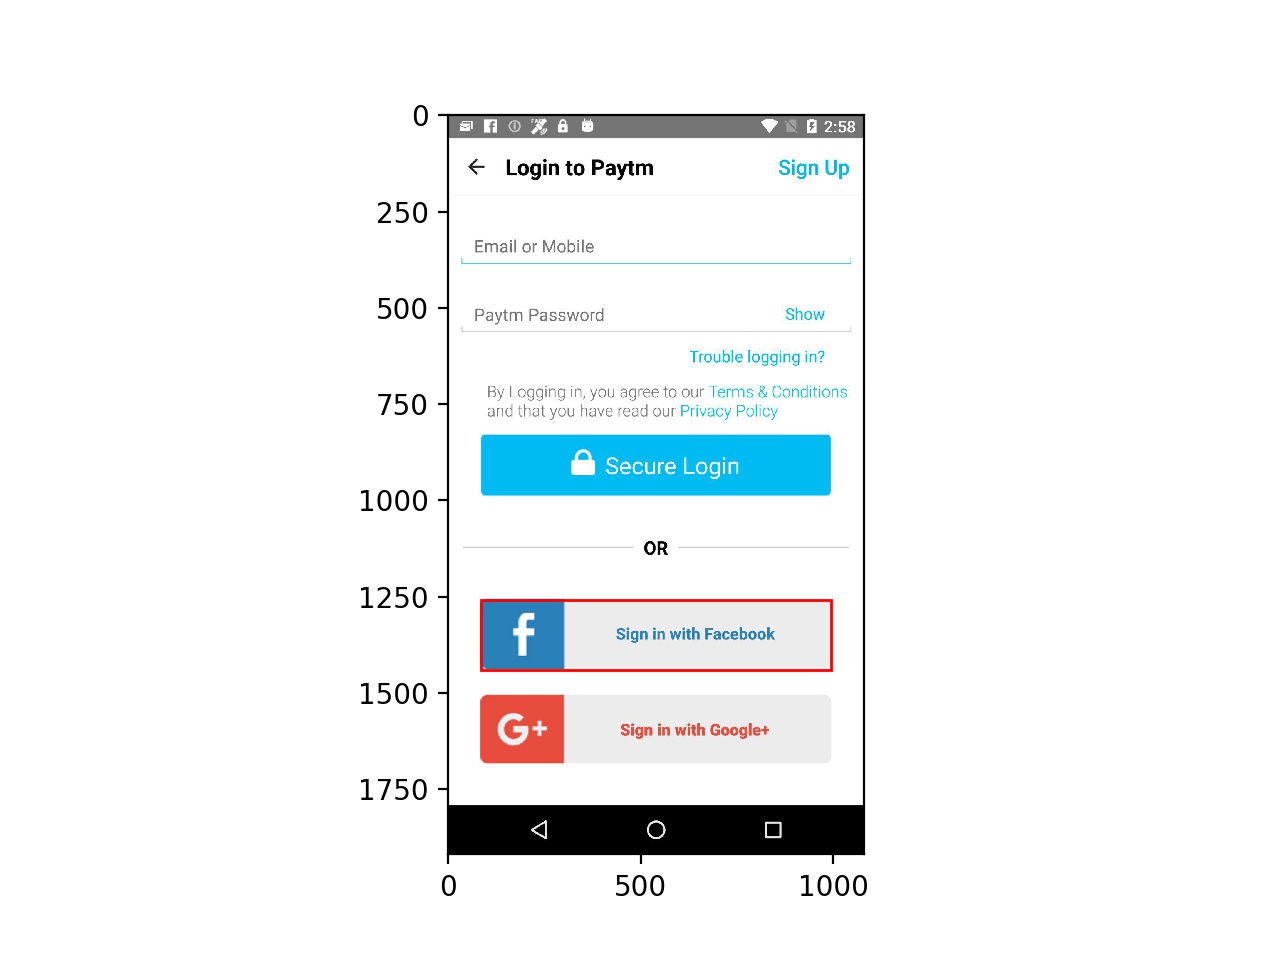 0
250
500
750
1000
1250
1500
1750
2:58
Login to Paytm
Sign Up
Email or Mobile
Paytm Password
Show
Trouble logging in?
By Logging in, you agree to our Terms & Conditions
and that you have read our Privacy Policy
Secure Login
OR
f
Sign in with Facebook
G+
Sign in with Google+
0
500
1000